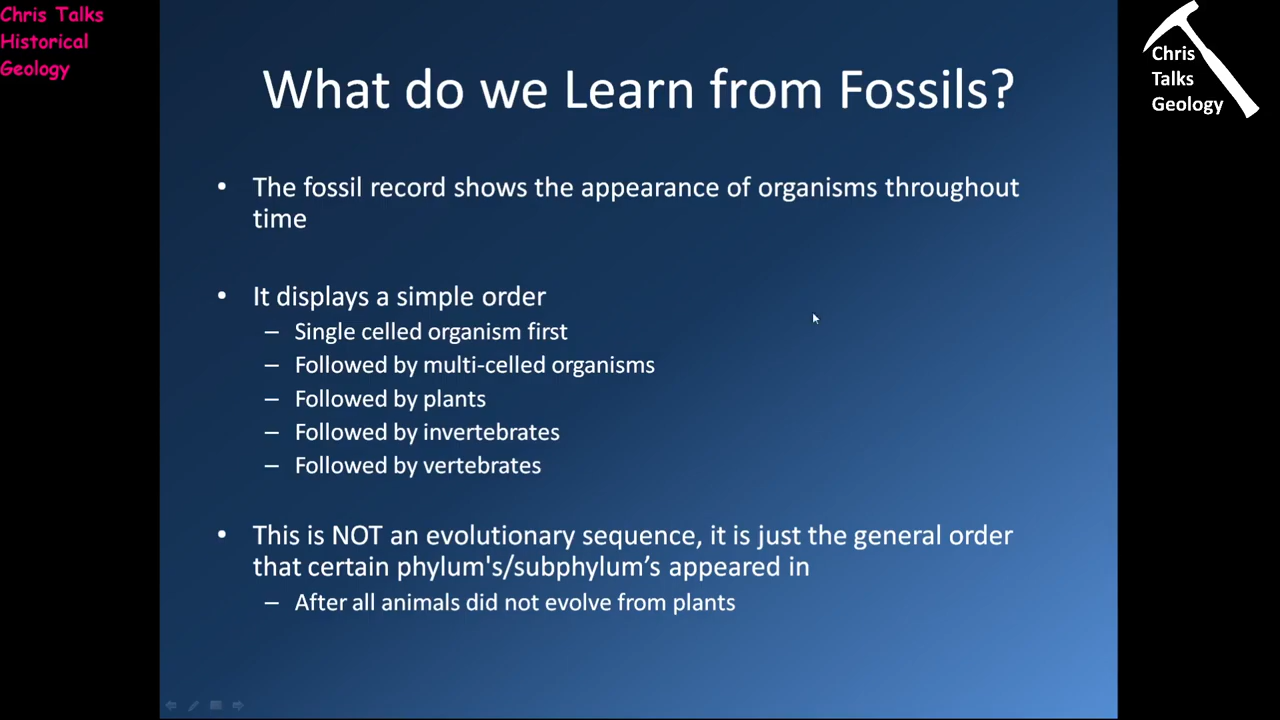 Chris Talks
Historical
Geology
Chris
Talks
Geology
What do we Learn from Fossils?
• The fossil record shows the appearance of organisms throughout
time
• It displays a simple order
– Single celled organism first
– Followed by multi-celled organisms
– Followed by plants
– Followed by invertebrates
– Followed by vertebrates
• This is NOT an evolutionary sequence, it is just the general order
that certain phylum's/subphylum’s appeared in
– After all animals did not evolve from plants